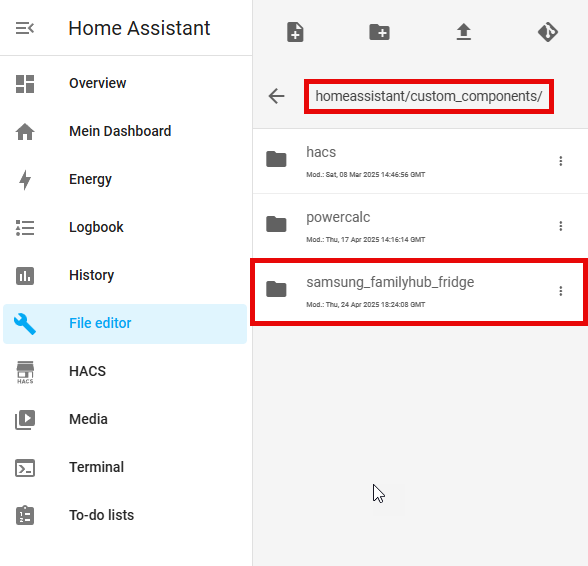 Home Assistant
Overview
Mein Dashboard
Energy
Logbook
History
File editor
HACS
HACS
Media
Terminal
To-do lists
homeassistant/custom_components/
hacs
Mod.: Sat, 08 Mar 2025 14:46:56 GMT
powercalc
Mod.: Thu, 17 Apr 2025 14:16:14 GMT
samsung_familyhub_fridge
Mod.: Thu, 24 Apr 2025 18:24:08 GMT